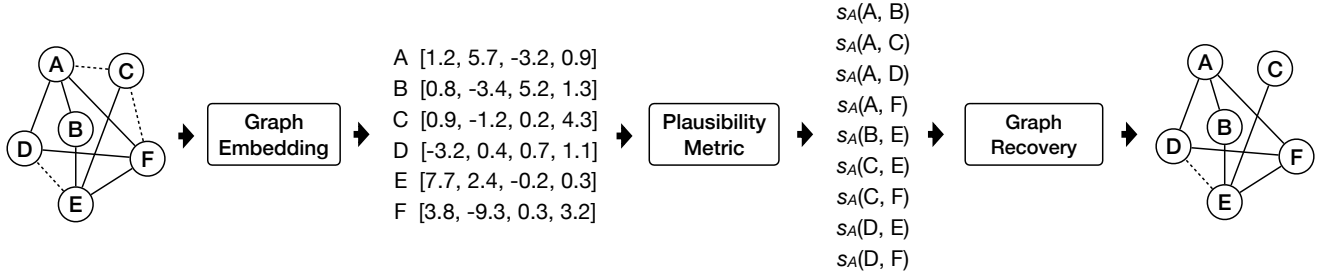 A
C
B
D
F
E
Graph
Embedding
A [1.2, 5.7, -3.2, 0.9]
B [0.8, -3.4, 5.2, 1.3]
C [0.9, -1.2, 0.2, 4.3]
D [-3.2, 0.4, 0.7, 1.1]
E [7.7, 2.4, -0.2, 0.3]
F [3.8, -9.3, 0.3, 3.2]
Plausibility
Metric
sA(A, B)
sA(A, C)
sA(A, D)
sA(A, F)
sA(B, E)
sA(C, E)
sA(C, F)
sA(D, E)
sA(D, F)
Graph
Recovery
A
C
B
D
F
E